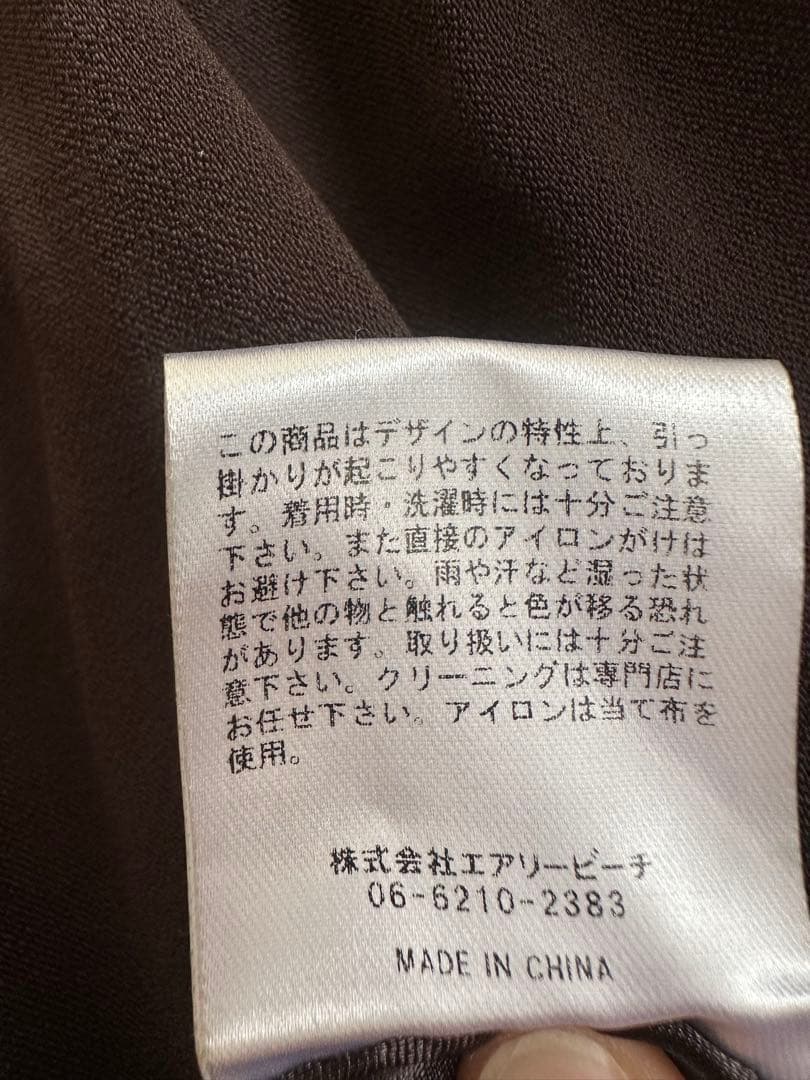 この商品はデザインの特性上、引っ
掛かりが起こりやすくなっておりま
す。着用時・洗濯時には十分ご注意
下さい。また直接のアイロンがけは
お避け下さい。雨や汗など湿った状
態で他の物と触れると色が移る恐れ
があります。取り扱いには十分ご注
意下さい。クリーニングは専門店に
お任せ下さい。アイロンは当て布を
使用。
株式会社エアリービーチ
06-6210-2383
MADE IN CHINA